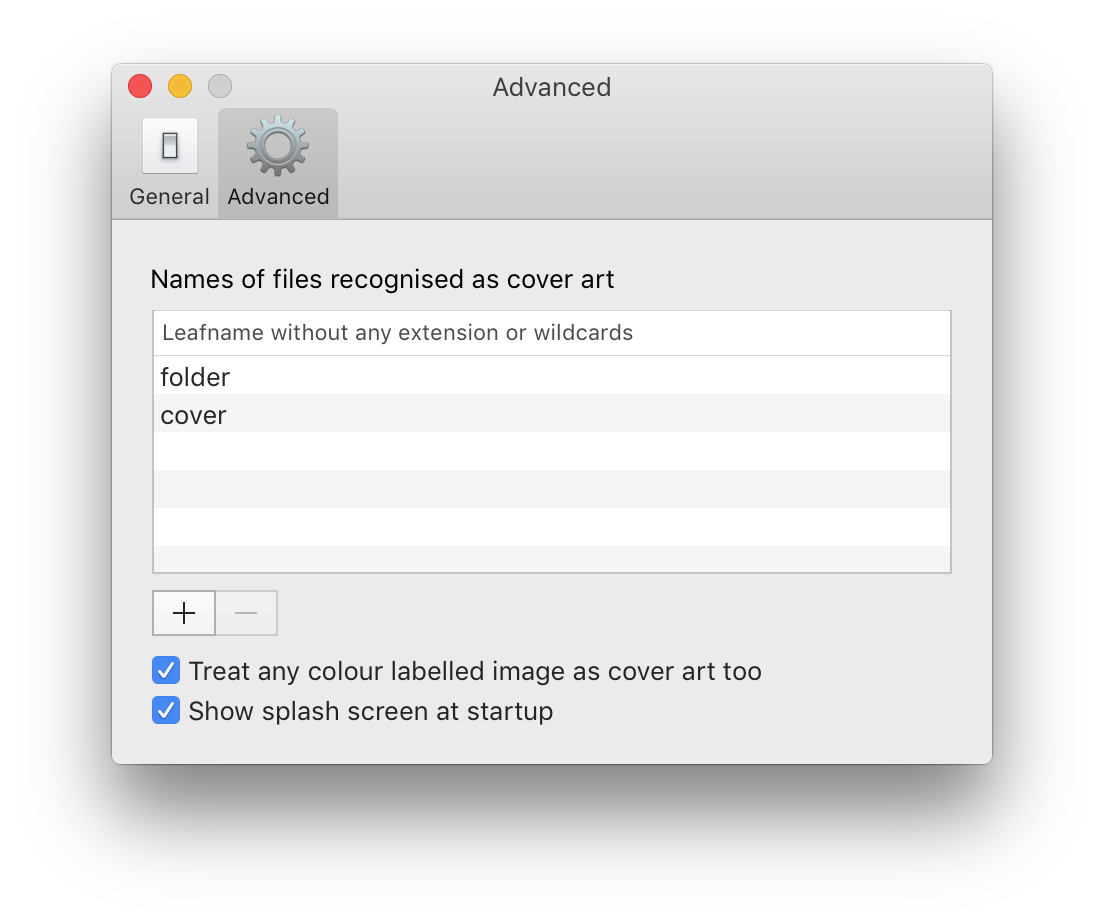 Advanced
General
Advanced
Names of files recognised as cover art
Leafname without any extension or wildcards
folder
cover
Treat any colour labelled image as cover art too
Show splash screen at startup